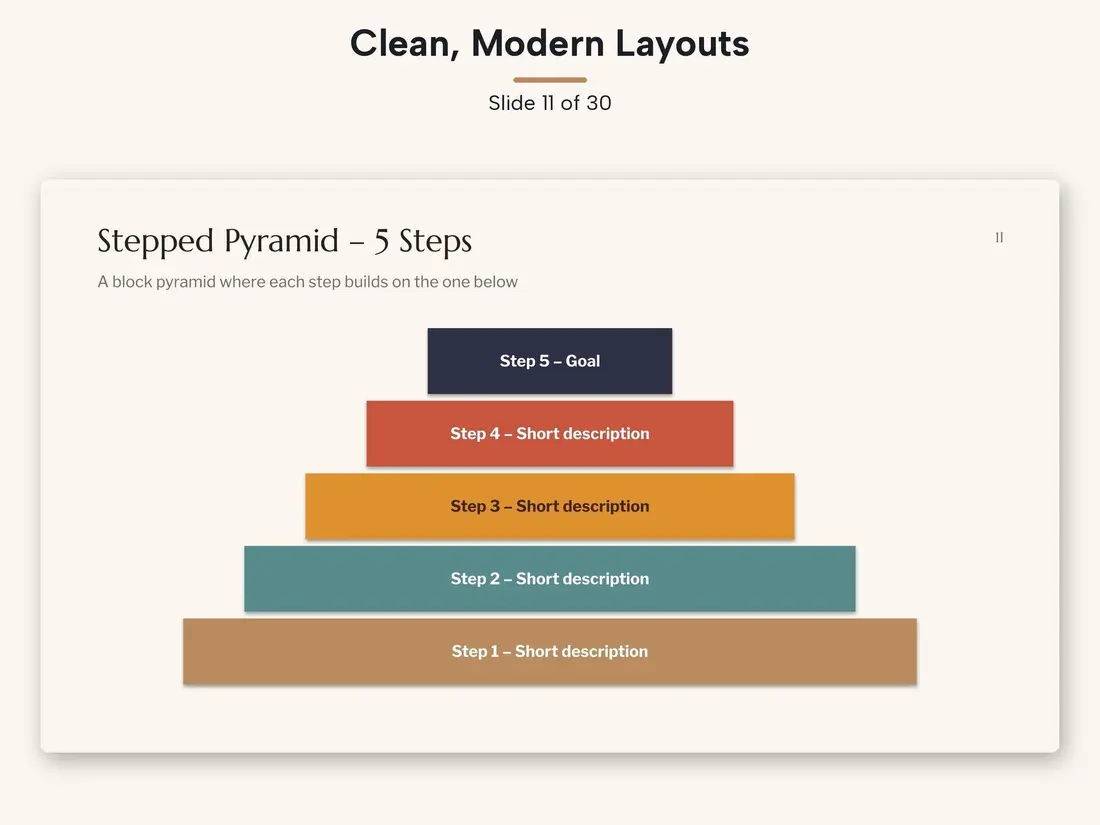 Clean, Modern Layouts
Slide 11 of 30
Stepped Pyramid – 5 Steps
11
A block pyramid where each step builds on the one below
Step 5 – Goal
Step 4 – Short description
Step 3 – Short description
Step 2 – Short description
Step 1 – Short description